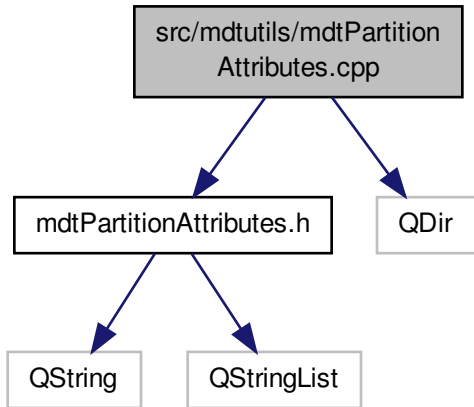 src/mdtutils/mdtPartition
Attributes.cpp
mdtPartitionAttributes.h
QDir
QString
QStringList